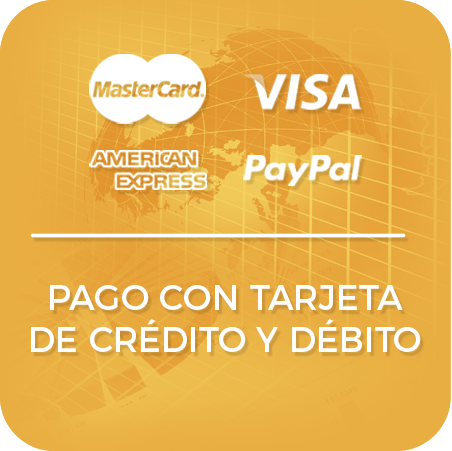 MasterCard
VISA
AMERICAN
EXPRESS
PayPal
PAGO CON TARJETA
DE CRÉDITO Y DÉBITO